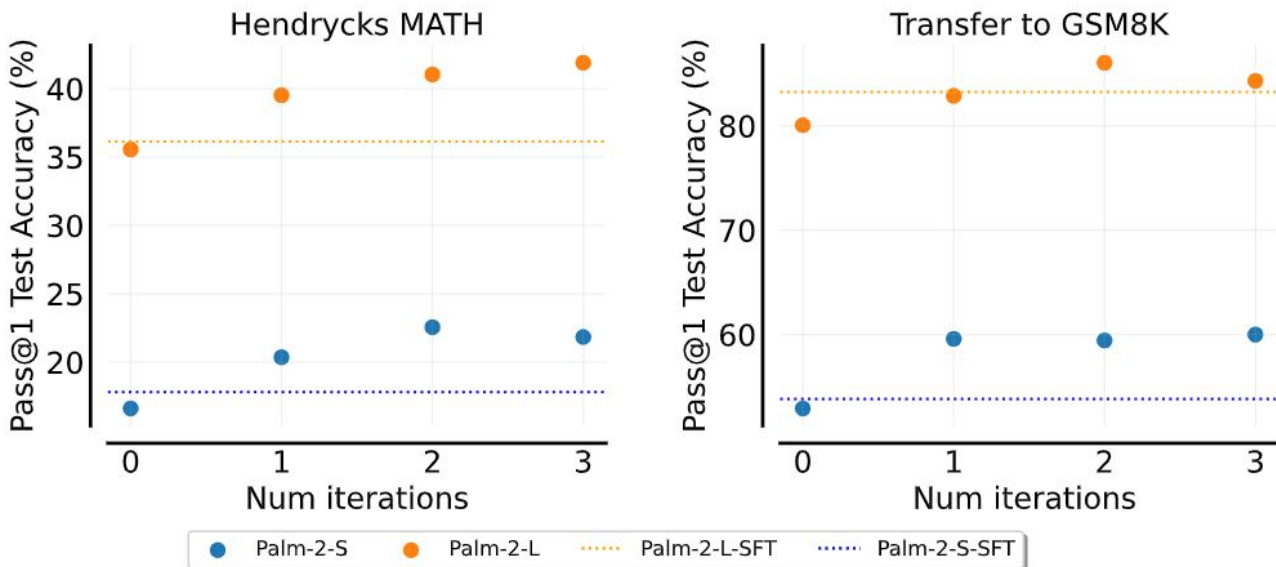 Hendrycks MATH
Pass@1 Test Accuracy (%)
40
35
30
25
20
0 1 2 3
Num iterations
Transfer to GSM8K
Pass@1 Test Accuracy (%)
80
70
60
0 1 2 3
Num iterations
Palm-2-S Palm-2-L Palm-2-L-SFT Palm-2-S-SFT